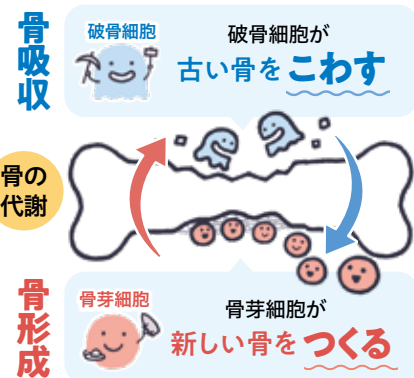 骨吸収
破骨細胞
破骨細胞が
古い骨をこわす
骨の
代謝
骨形成
骨芽細胞
骨芽細胞が
新しい骨をつくる